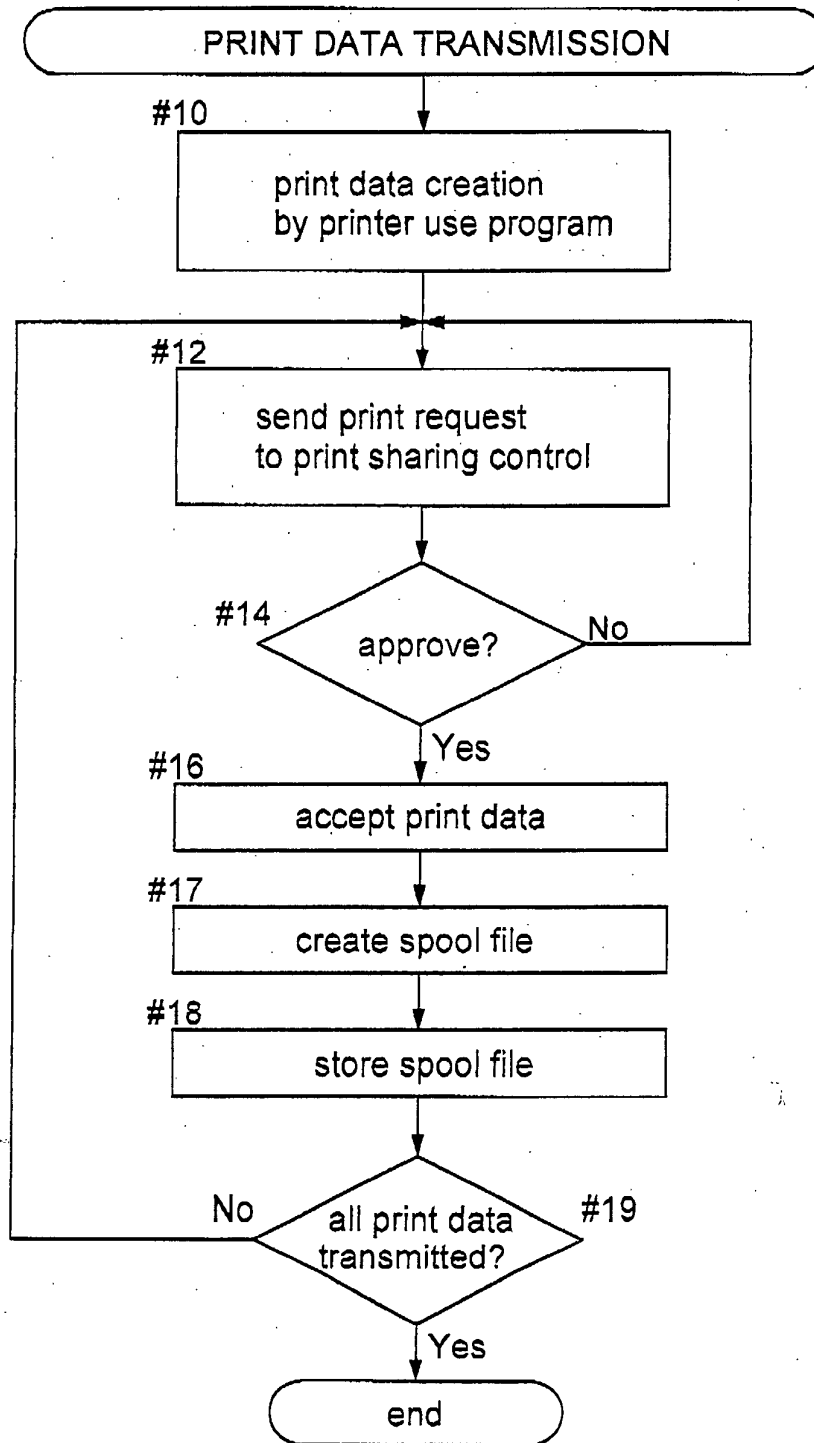 PRINT DATA TRANSMISSION
#10
print data creation
by printer use program
#12
send print request
to print sharing control
#14
approve?
No
Yes
#16
accept print data
#17
create spool file
#18
store spool file
No
all print data
transmitted?
#19
Yes
end